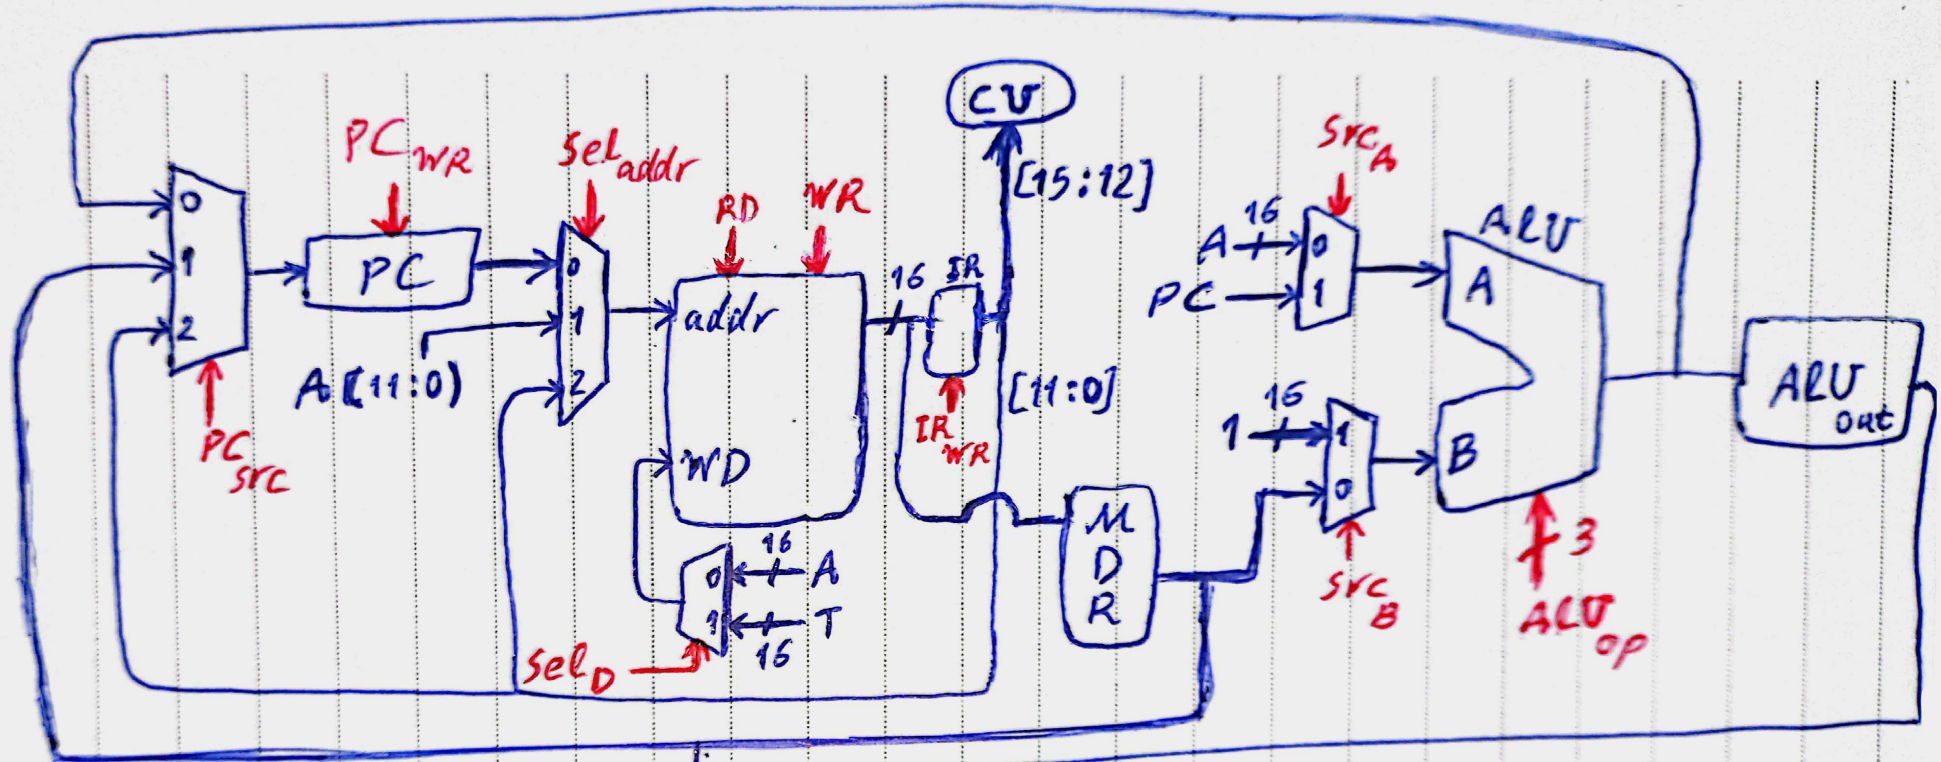 CU
[15:12]
PC WR
Sel addr
RD
WR
Src A
0
1
2
PC
0
1
2
A [11:0)
addr
WD
16
IR
IR WR
[11:0]
A
16
PC
0
1
ALU
A
B
1
16
1
0
ALU out
PC src
M
D
R
0
1
16
A
T
16
Sel D
Src B
3
ALU op